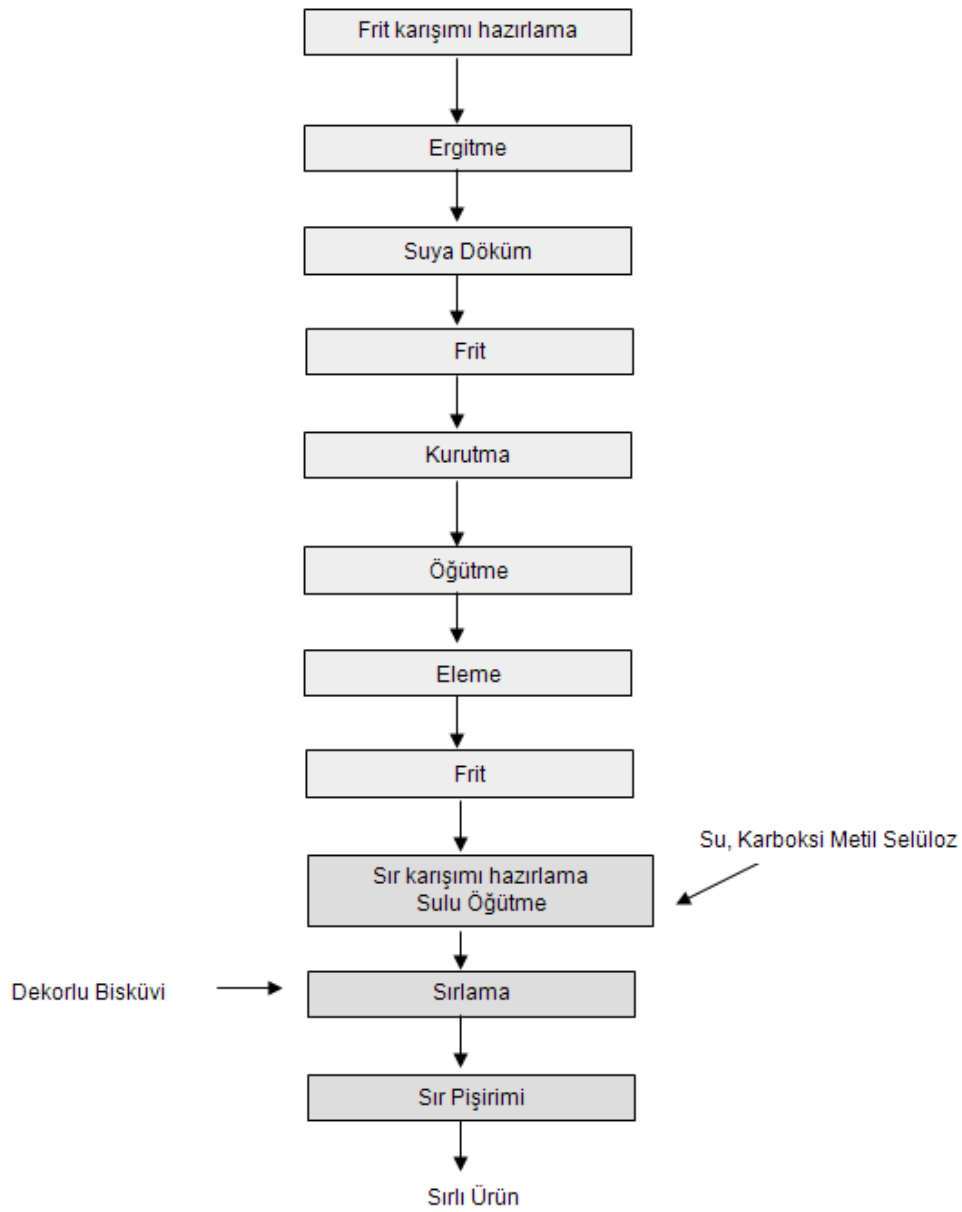 Frit karışımı hazırlama
Ergitme
Suya Döküm
Frit
Kurutma
Öğütme
Eleme
Frit
Su, Karboksi Metil Selüloz
Sır karışımı hazırlama
Sulu Öğütme
Dekorlu Bisküvi
Sırlama
Sır Pişirimi
Sırlı Ürün